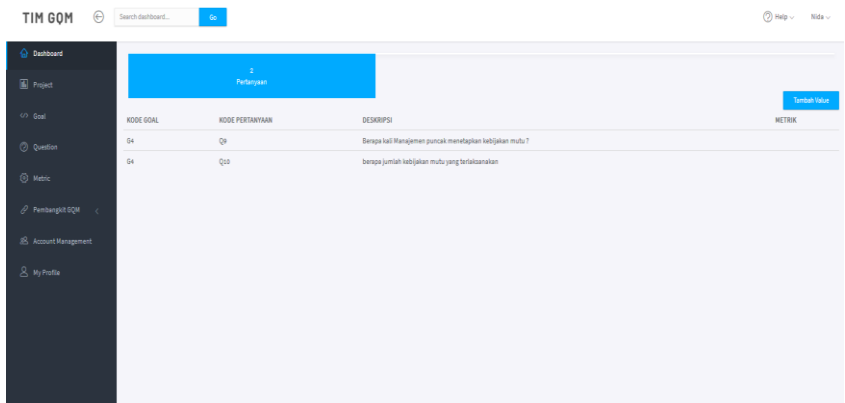 TIM GQM
Search dashboard...
Go
Help
Nida
Dashboard
Project
Goal
Question
Metric
Pembangkit GQM
Account Management
My Profile
2
Pertanyaan
Tambah Value
KODE GOAL KODE PERTANYAAN DESKRIPSI METRIK
G4 Q9 Berapa kali Manajemen puncak menetapkan kebijakan mutu ?
G4 Q10 berapa jumlah kebijakan mutu yang terlaksanakan